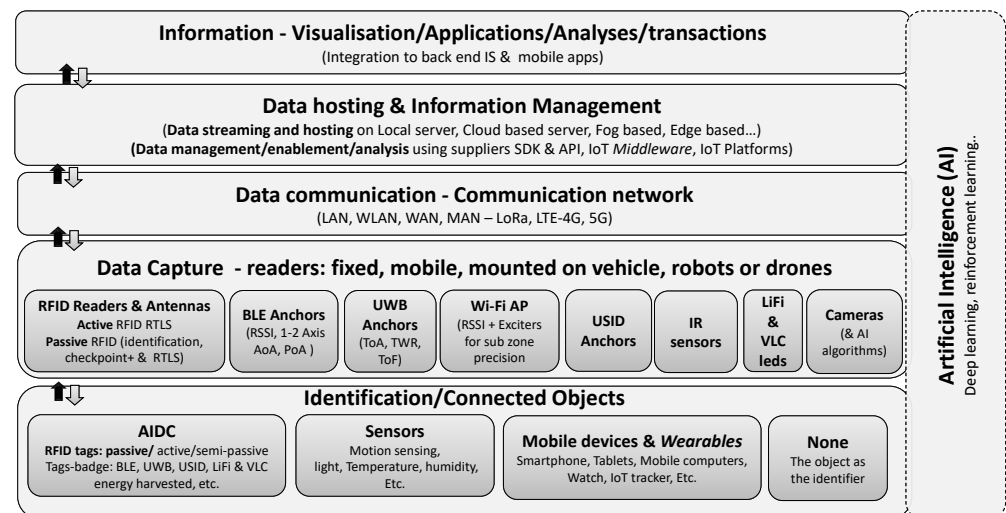 Information - Visualisation/Applications/Analyses/transactions
(Integration to back end IS & mobile apps)
Data hosting & Information Management
(Data streaming and hosting on Local server, Cloud based server, Fog based, Edge based...)
(Data management/enablement/analysis using suppliers SDK & API, IoT Middleware, IoT Platforms)
Data communication - Communication network
(LAN, WLAN, WAN, MAN – LoRa, LTE-4G, 5G)
Data Capture - readers: fixed, mobile, mounted on vehicle, robots or drones
RFID Readers & Antennas
Active RFID RTLS
Passive RFID (identification,
checkpoint+ & RTLS)
BLE Anchors
(RSSI, 1-2 Axis
AoA, PoA )
UWB
Anchors
(ToA, TWR,
ToF)
Wi-Fi AP
(RSSI + Exciters
for sub zone
precision
USID
Anchors
IR
sensors
LiFi
&
VLC
leds
Cameras
(& AI
algorithms)
Identification/Connected Objects
AIDC
RFID tags: passive/ active/semi-passive
Tags-badge: BLE, UWB, USID, LiFi & VLC
energy harvested, etc.
Sensors
Motion sensing,
light, Temperature, humidity,
Etc.
Mobile devices & Wearables
Smartphone, Tablets, Mobile computers,
Watch, IoT tracker, Etc.
None
The object as
the identifier
Artificial Intelligence (AI)
Deep learning, reinforcement learning..